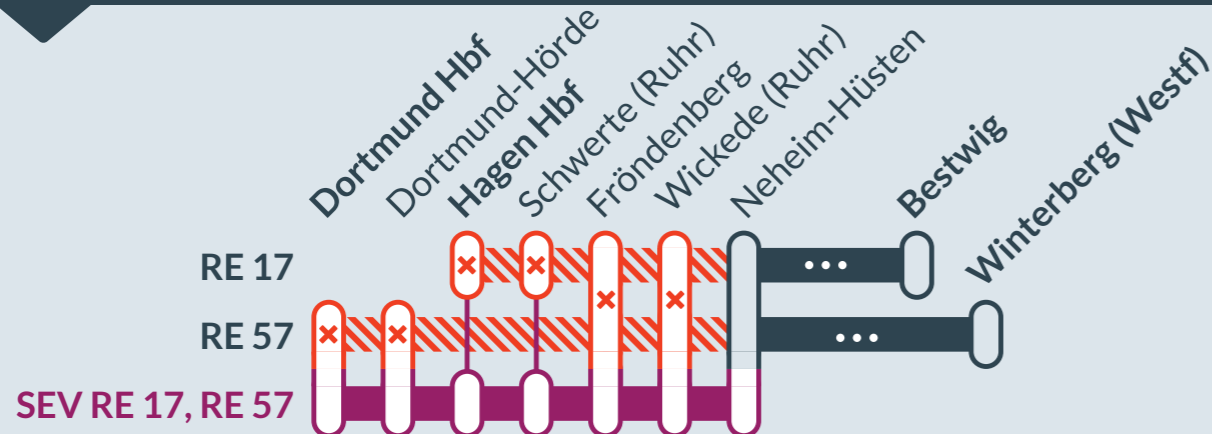 Dortmund Hbf
Dortmund-Hörde
Hagen Hbf
Schwerte (Ruhr)
Fröndenberg
Wickede (Ruhr)
Neheim-Hüsten
Bestwig
Winterberg (Westf)
RE 17
RE 57
SEV RE 17, RE 57